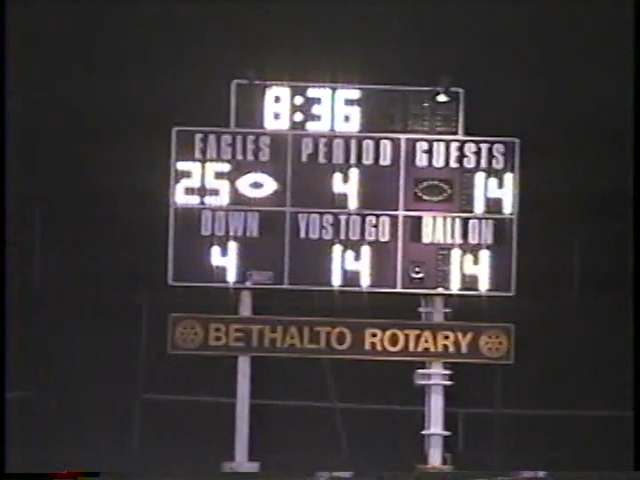 8:36
EAGLES PERIOD GUESTS
25 4 14
DOWN YDS TO GO BALL ON
4 14 14
BETHALTO ROTARY